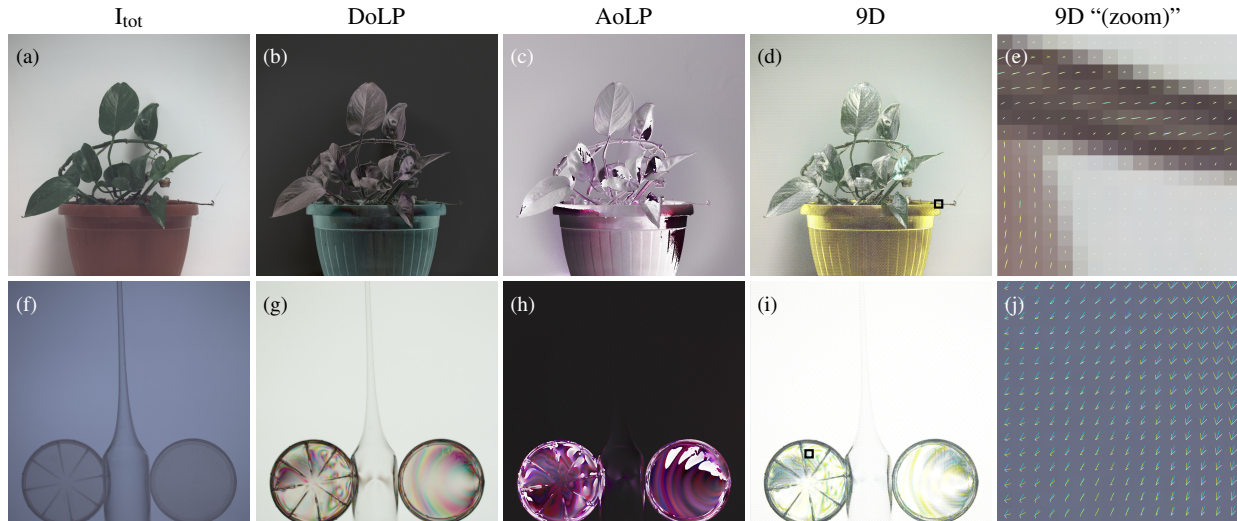 I_tot DoLP AoLP 9D 9D “(zoom)”
(a) (b) (c) (d) (e)
(f) (g) (h) (i) (j)